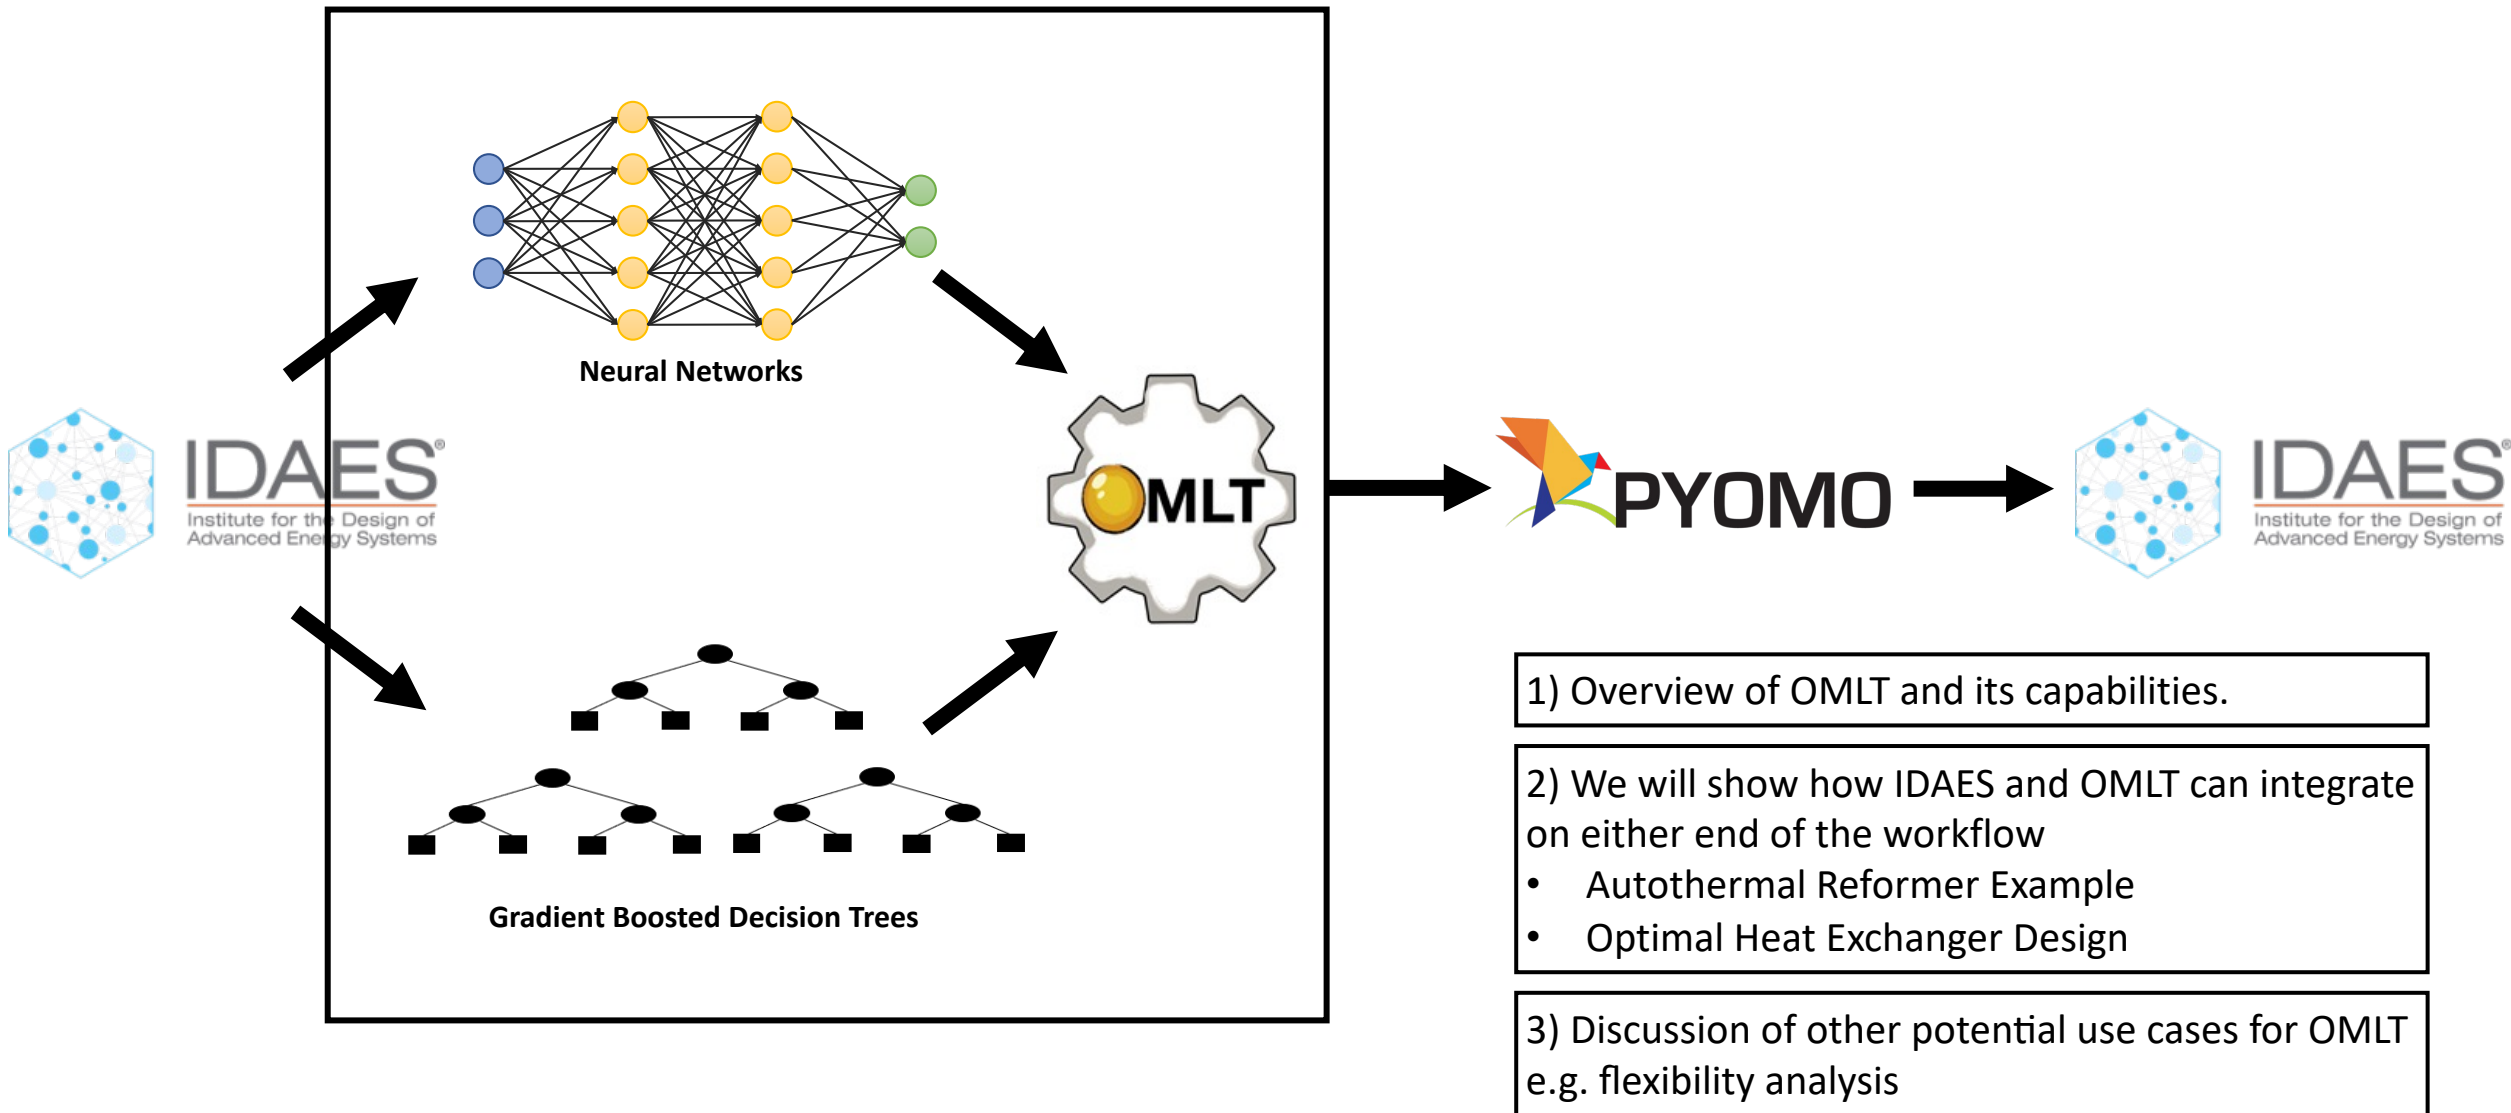 Neural Networks
IDAES®
Institute for the Design of
Advanced Energy Systems
OMLT
Gradient Boosted Decision Trees
PYOMO
IDAES®
Institute for the Design of
Advanced Energy Systems
1) Overview of OMLT and its capabilities.
2) We will show how IDAES and OMLT can integrate
on either end of the workflow
• Autothermal Reformer Example
• Optimal Heat Exchanger Design
3) Discussion of other potential use cases for OMLT
e.g. flexibility analysis